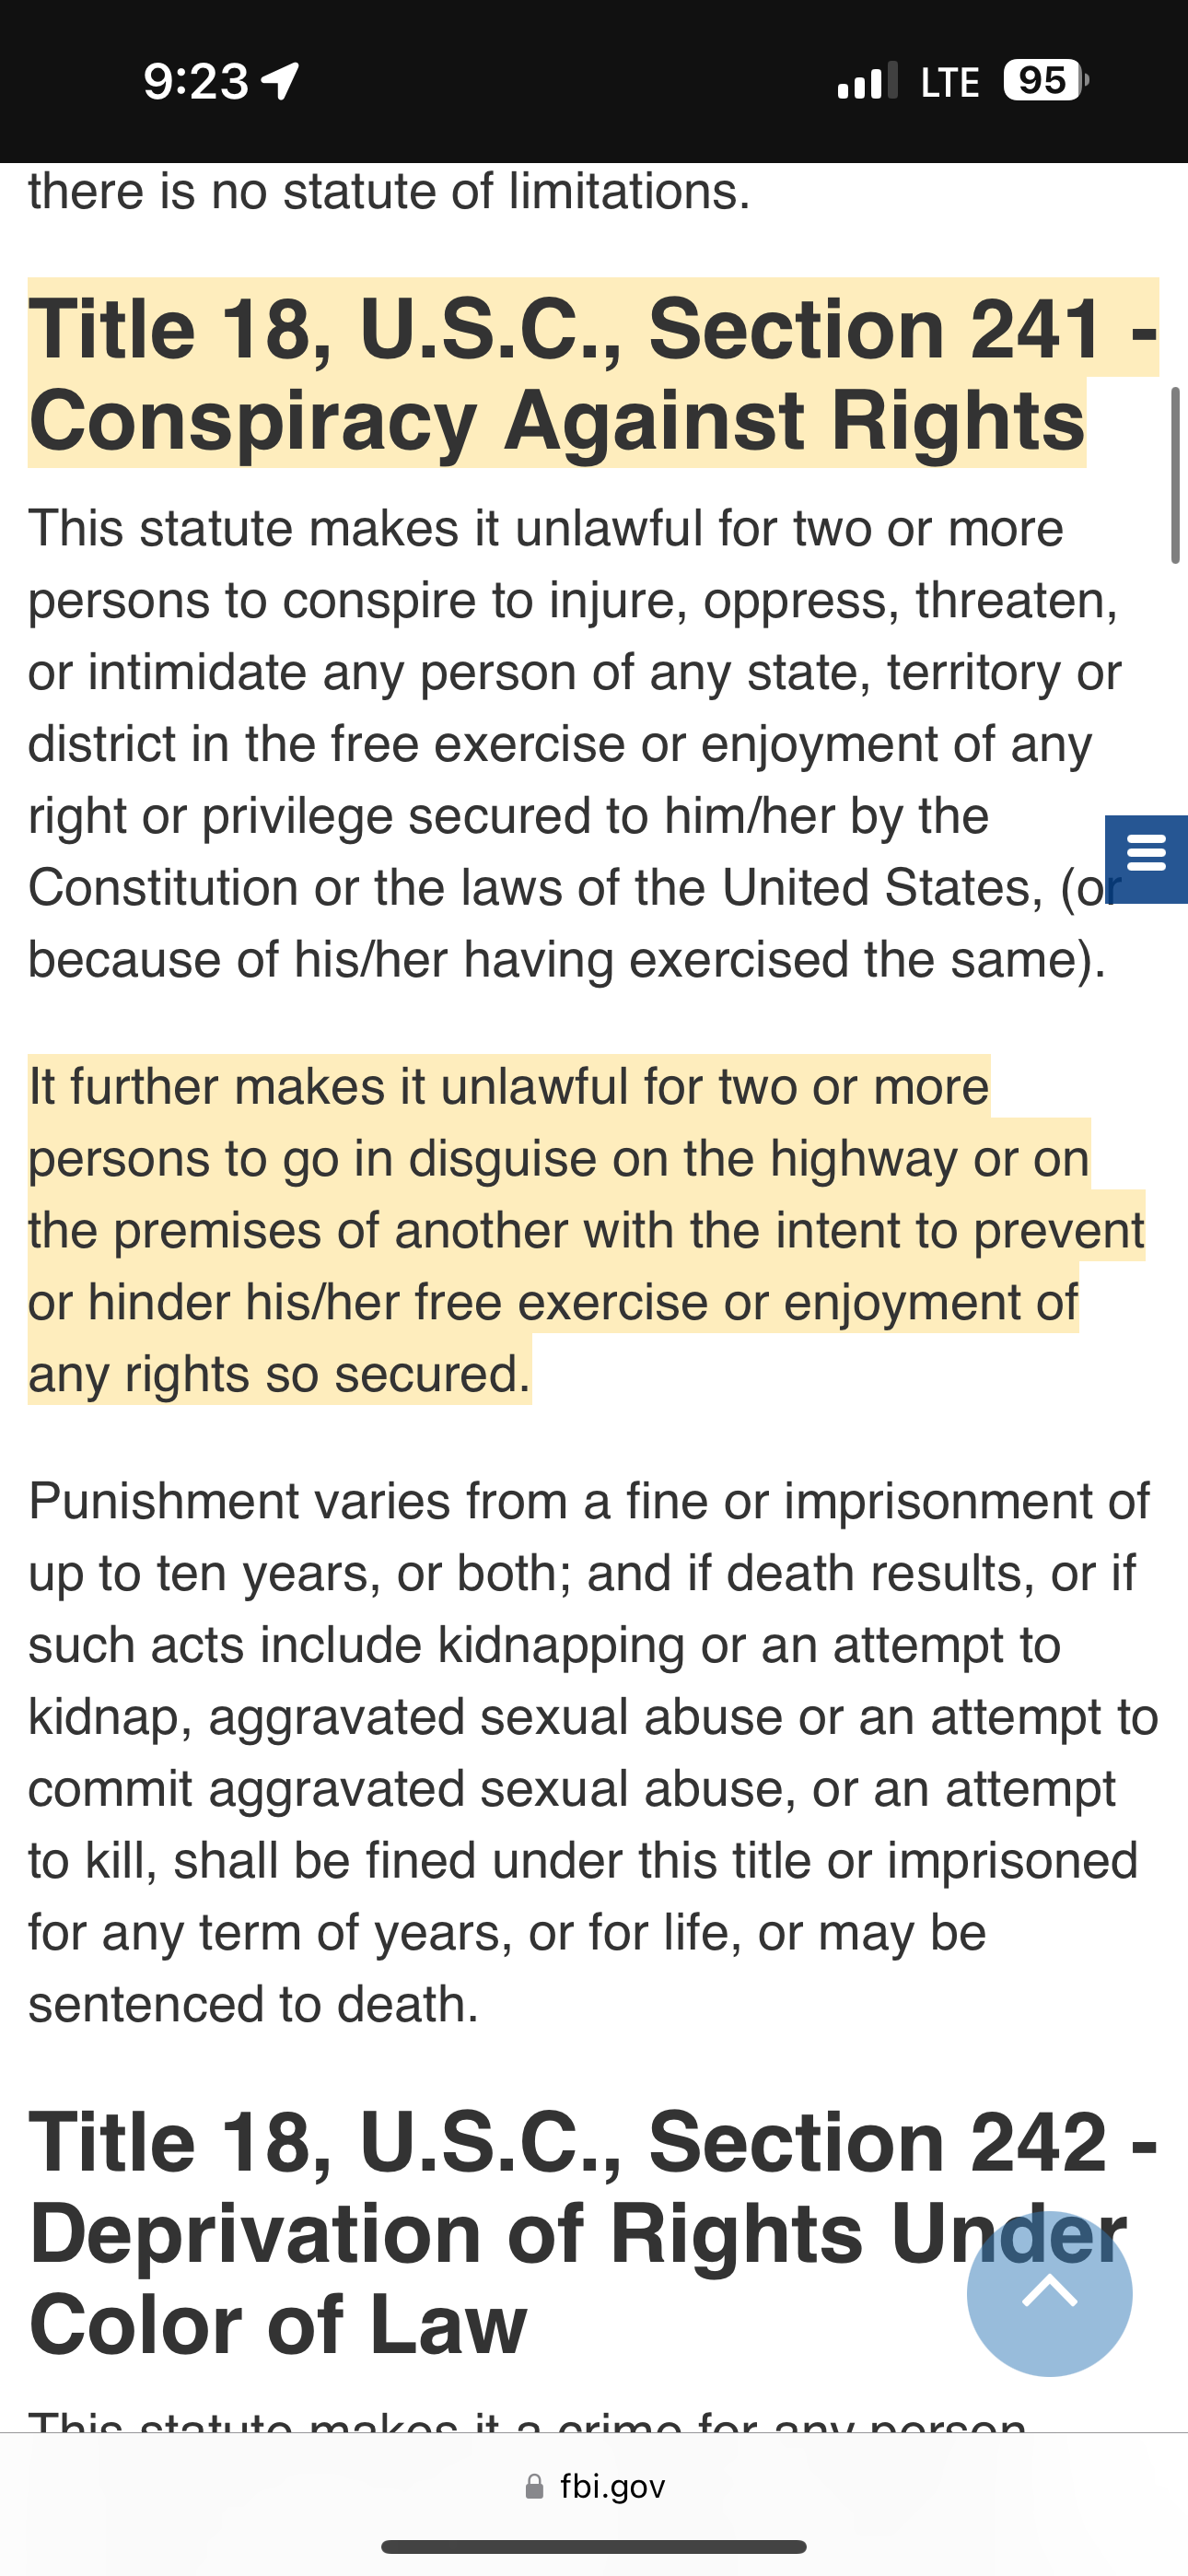 9:23
LTE 95
there is no statute of limitations.
Title 18, U.S.C., Section 241 -
Conspiracy Against Rights
This statute makes it unlawful for two or more
persons to conspire to injure, oppress, threaten,
or intimidate any person of any state, territory or
district in the free exercise or enjoyment of any
right or privilege secured to him/her by the
Constitution or the laws of the United States, (or
because of his/her having exercised the same).
It further makes it unlawful for two or more
persons to go in disguise on the highway or on
the premises of another with the intent to prevent
or hinder his/her free exercise or enjoyment of
any rights so secured.
Punishment varies from a fine or imprisonment of
up to ten years, or both; and if death results, or if
such acts include kidnapping or an attempt to
kidnap, aggravated sexual abuse or an attempt to
commit aggravated sexual abuse, or an attempt
to kill, shall be fined under this title or imprisoned
for any term of years, or for life, or may be
sentenced to death.
Title 18, U.S.C., Section 242 -
Deprivation of Rights Under
Color of Law
This statute makes it a crime for any person
fbi.gov